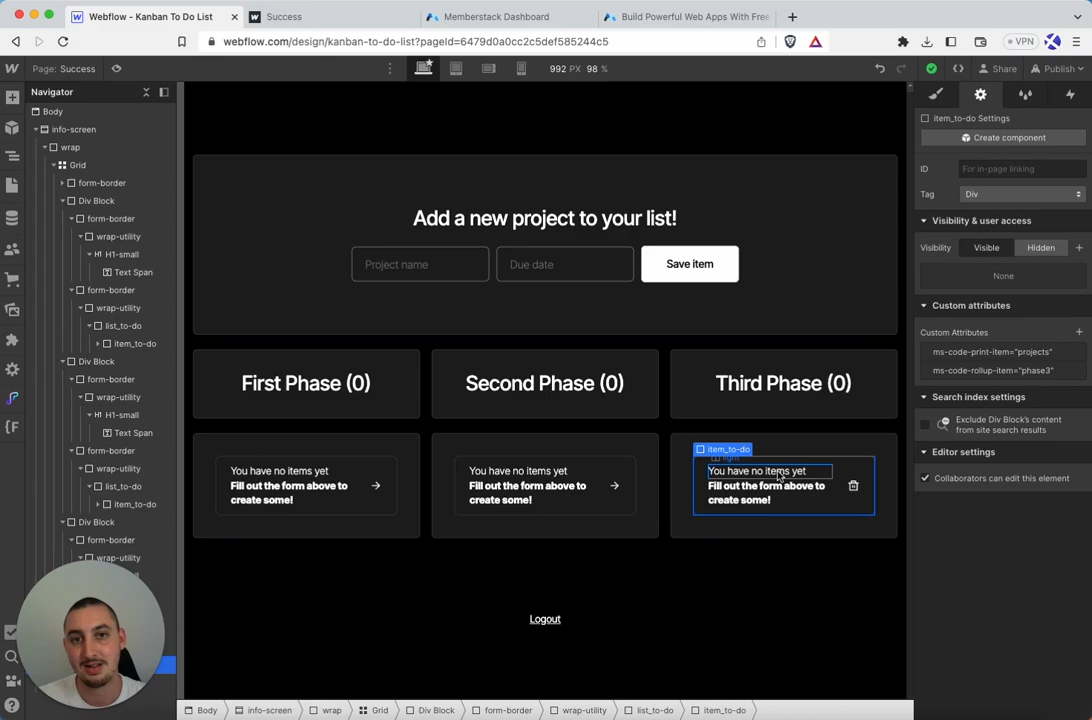 Webflow - Kanban To Do List
Success
Memberstack Dashboard
Build Powerful Web Apps With Free
webflow.com/design/kanban-to-do-list?pageId=6479d0a0cc2c5def585244c5
VPN
Page: Success
992 PX 98 %
Share
Publish
Navigator
Body
info-screen
wrap
Grid
form-border
Div Block
form-border
wrap-utility
H1 H1-small
Text Span
form-border
wrap-utility
list_to-do
item_to-do
Div Block
form-border
wrap-utility
H1 H1-small
Text Span
form-border
wrap-utility
list_to-do
item_to-do
Div Block
form-border
wrap-utility
Add a new project to your list!
Project name
Due date
Save item
First Phase (0)
Second Phase (0)
Third Phase (0)
You have no items yet
Fill out the form above to
create some!
You have no items yet
Fill out the form above to
create some!
item_to-do
You have no items yet
Fill out the form above to
create some!
Logout
Body
info-screen
wrap
Grid
Div Block
form-border
wrap-utility
list_to-do
item_to-do
item_to-do Settings
Create component
ID
For in-page linking
Tag
Div
Visibility & user access
Visibility
Visible
Hidden
None
Custom attributes
Custom Attributes
ms-code-print-item="projects"
ms-code-rollup-item="phase3"
Search index settings
Exclude Div Block's content
from site search results
Editor settings
Collaborators can edit this element